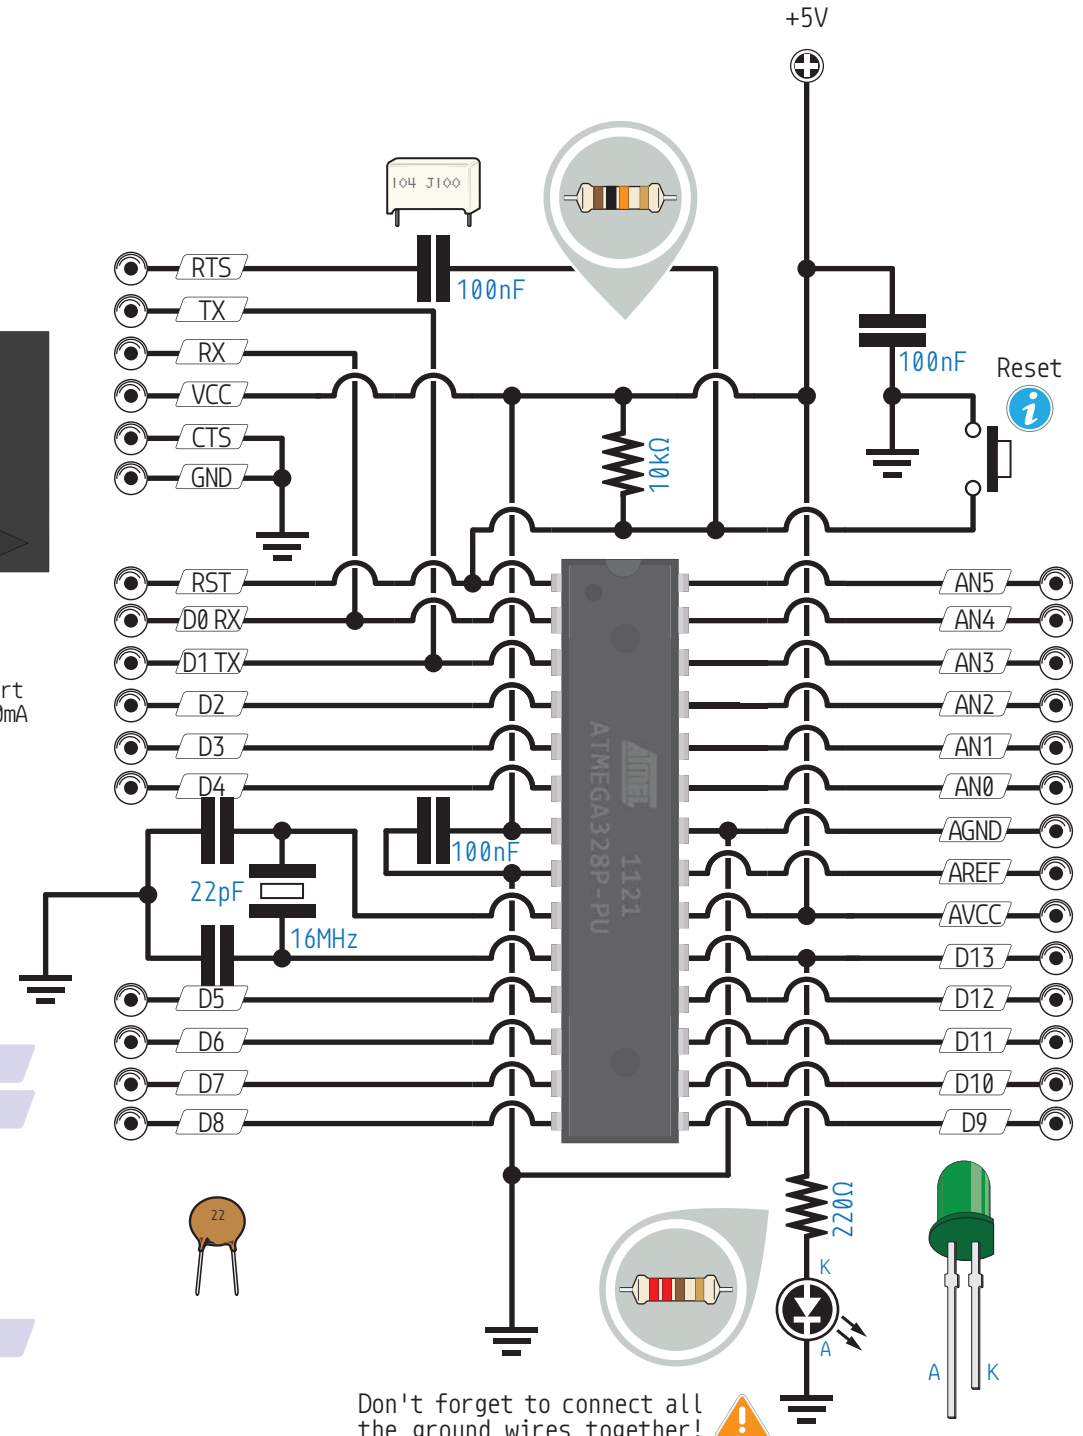 +5V
104 J100
RTS
100nF
TX
RX
100nF
Reset
VCC
CTS
10kΩ
GND
RST
AN5
D0 RX
AN4
D1 TX
AN3
rt
0mA
D2
AN2
D3
AN1
D4
AN0
ATMEL
ATMEGA328P-PU
1121
AGND
100nF
AREF
22pF
AVCC
16MHz
D13
D5
D12
D6
D11
D7
D10
D8
D9
22
220Ω
K
A
A
K
Don't forget to connect all
the ground wires together!